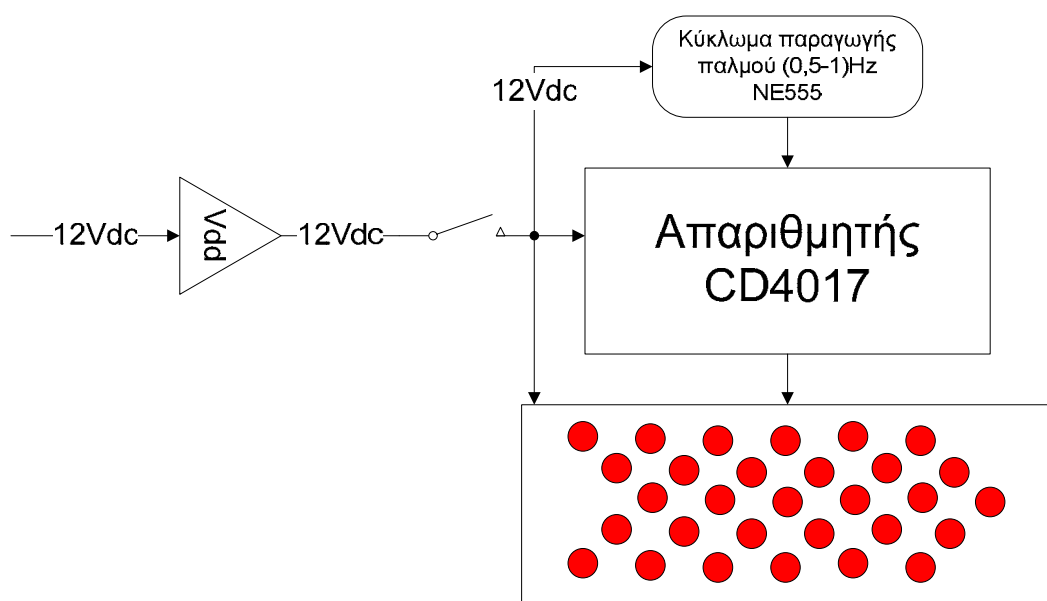 Κύκλωμα παραγωγής
παλμού (0,5-1)Hz
NE555
12Vdc
12Vdc
Vdd
12Vdc
Απαριθμητής
CD4017